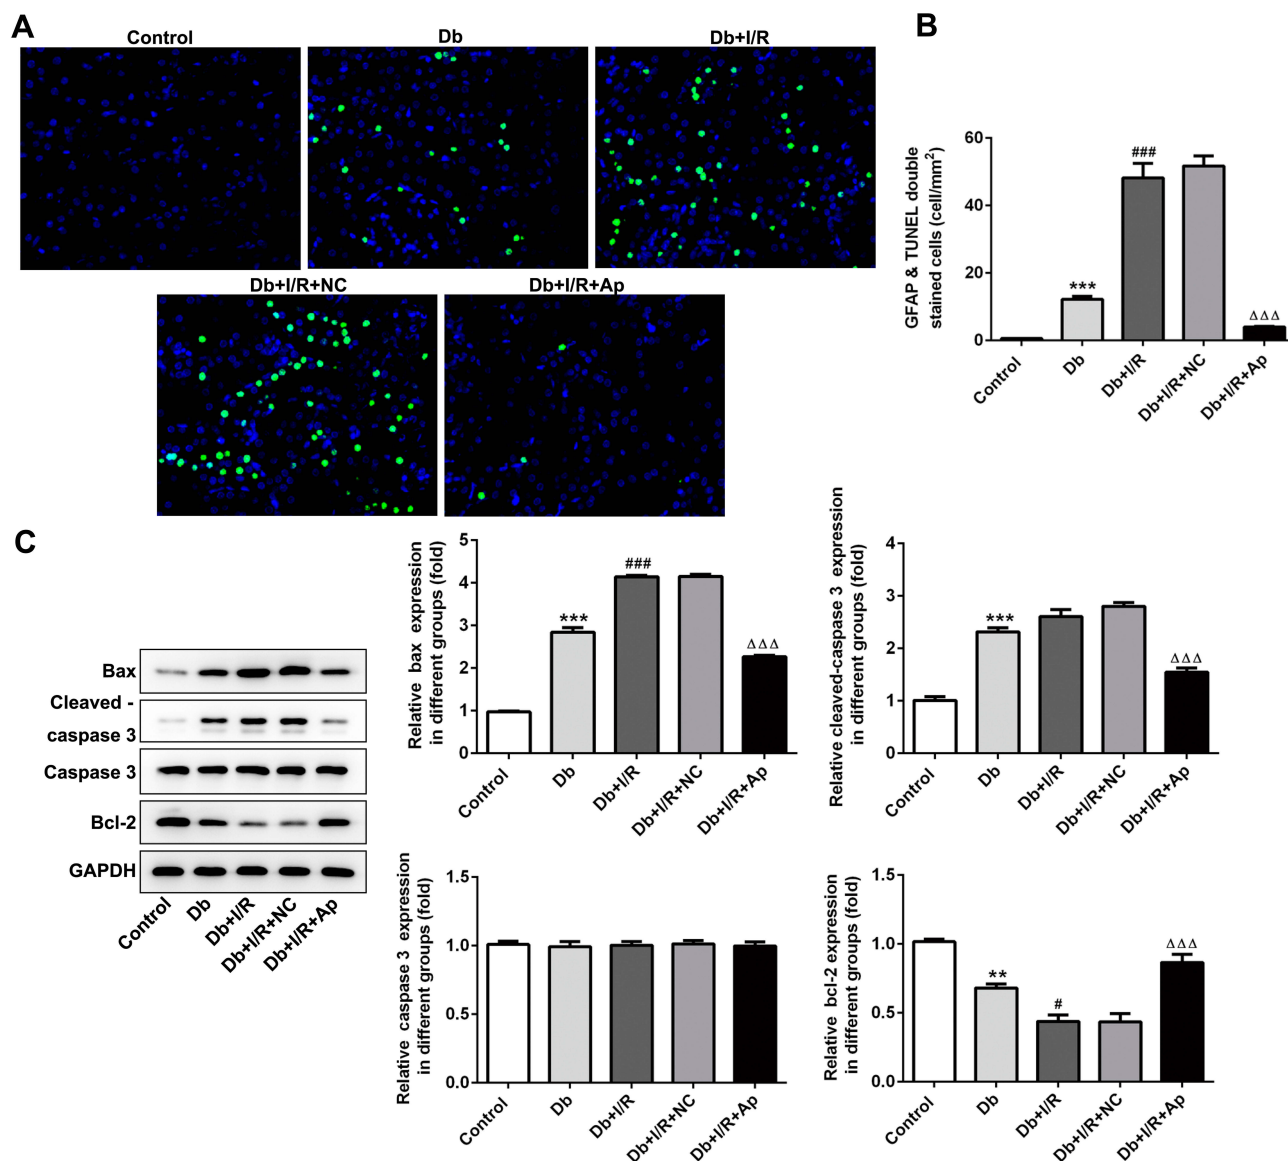 A
Control
Db
Db+I/R
Db+I/R+NC
Db+I/R+Ap
B
GFAP & TUNEL double
stained cells (cell/mm²)
60
40
20
0
***
###
ΔΔΔ
Control
Db
Db+I/R
Db+I/R+NC
Db+I/R+Ap
C
Bax
Cleaved -
caspase 3
Caspase 3
Bcl-2
GAPDH
Control
Db
Db+I/R
Db+I/R+NC
Db+I/R+Ap
Relative bax expression
in different groups (fold)
5
4
3
2
1
0
***
###
ΔΔΔ
Control
Db
Db+I/R
Db+I/R+NC
Db+I/R+Ap
Relative cleaved-caspase 3 expression
in different groups (fold)
4
3
2
1
0
***
ΔΔΔ
Control
Db
Db+I/R
Db+I/R+NC
Db+I/R+Ap
Relative caspase 3 expression
in different groups (fold)
1.5
1.0
0.5
0.0
Control
Db
Db+I/R
Db+I/R+NC
Db+I/R+Ap
Relative bcl-2 expression
in different groups (fold)
1.5
1.0
0.5
0.0
**
#
ΔΔΔ
Control
Db
Db+I/R
Db+I/R+NC
Db+I/R+Ap